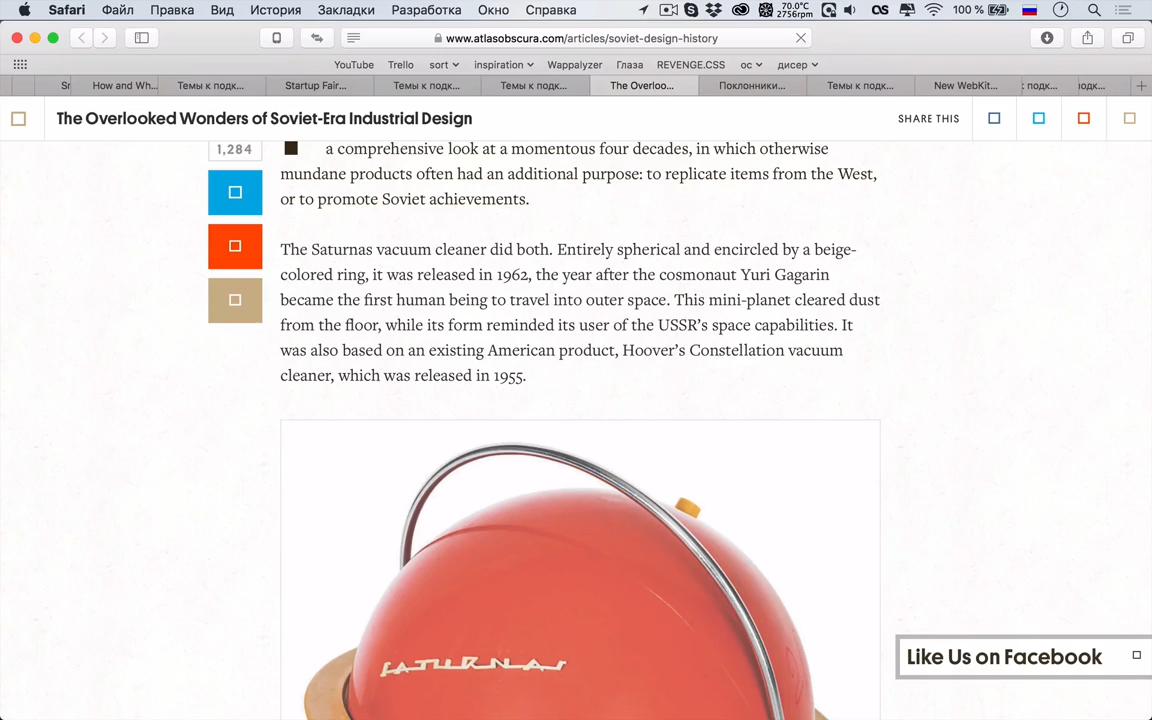 Safari Файл Правка Вид История Закладки Разработка Окно Справка 70.0°C 2756rpm 100 %
www.atlasobscura.com/articles/soviet-design-history
YouTube Trello sort inspiration Wappalyzer Глаза REVENGE.CSS ос дисер
Sr How and Wh... Темы к подк... Startup Fair... Темы к подк... Темы к подк... The Overloo... Поклонники... Темы к подк... New WebKit... подк... подк...
The Overlooked Wonders of Soviet-Era Industrial Design SHARE THIS
1,284
a comprehensive look at a momentous four decades, in which otherwise
mundane products often had an additional purpose: to replicate items from the West,
or to promote Soviet achievements.
The Saturnas vacuum cleaner did both. Entirely spherical and encircled by a beige-
colored ring, it was released in 1962, the year after the cosmonaut Yuri Gagarin
became the first human being to travel into outer space. This mini-planet cleared dust
from the floor, while its form reminded its user of the USSR's space capabilities. It
was also based on an existing American product, Hoover's Constellation vacuum
cleaner, which was released in 1955.
SATURNAS
Like Us on Facebook